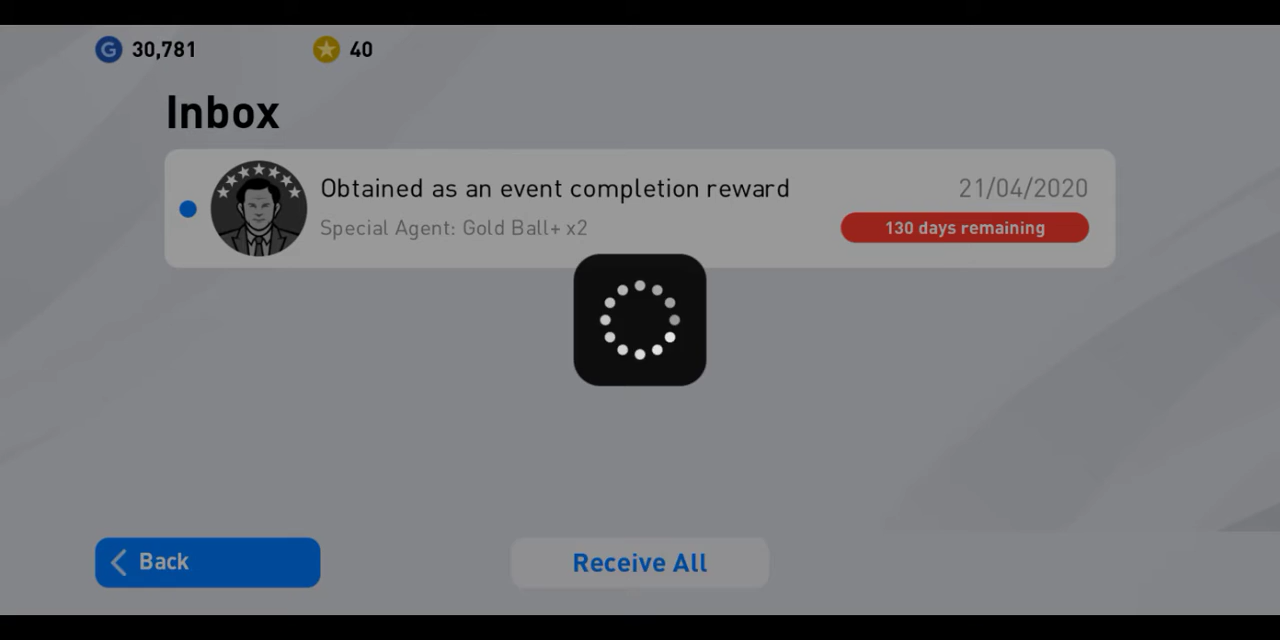 G 30,781 40
Inbox
Obtained as an event completion reward 21/04/2020
Special Agent: Gold Ball+ x2 130 days remaining
Back Receive All